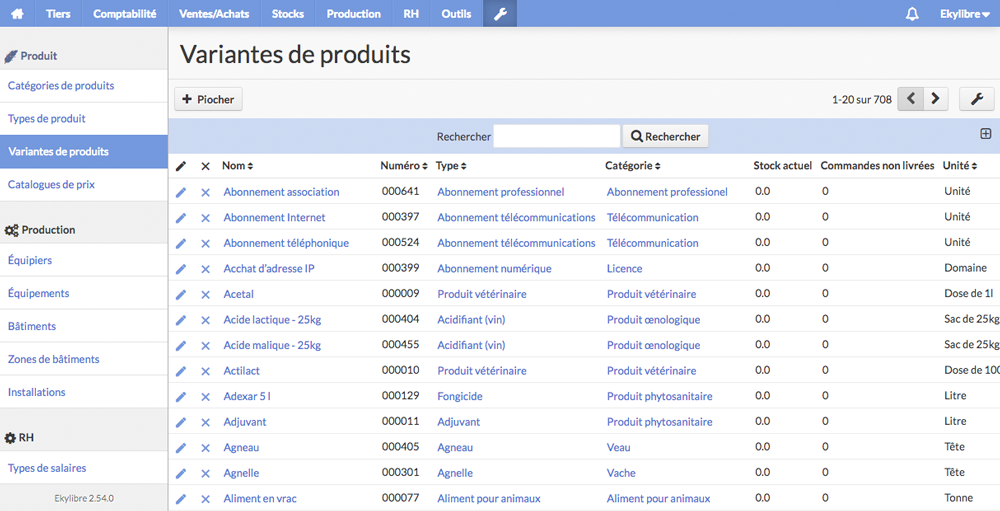 Tiers Comptabilité Ventes/Achats Stocks Production RH Outils Ekylibre
Produit
Catégories de produits
Types de produit
Variantes de produits
Catalogues de prix
Production
Équipiers
Équipements
Bâtiments
Zones de bâtiments
Installations
RH
Types de salaires
Ekylibre 2.54.0
Variantes de produits
Piocher 1-20 sur 708
Rechercher Rechercher
Nom Numéro Type Catégorie Stock actuel Commandes non livrées Unité
Abonnement association 000641 Abonnement professionnel Abonnement professionel 0.0 0 Unité
Abonnement Internet 000397 Abonnement télécommunications Télécommunication 0.0 0 Unité
Abonnement téléphonique 000524 Abonnement télécommunications Télécommunication 0.0 0 Unité
Acchat d'adresse IP 000399 Abonnement numérique Licence 0.0 0 Domaine
Acetal 000009 Produit vétérinaire Produit vétérinaire 0.0 0 Dose de 1l
Acide lactique - 25kg 000404 Acidifiant (vin) Produit œnologique 0.0 0 Sac de 25kg
Acide malique - 25kg 000455 Acidifiant (vin) Produit œnologique 0.0 0 Sac de 25kg
Actilact 000010 Produit vétérinaire Produit vétérinaire 0.0 0 Dose de 100
Adexar 5 l 000129 Fongicide Produit phytosanitaire 0.0 0 Litre
Adjuvant 000011 Adjuvant Produit phytosanitaire 0.0 0 Litre
Agneau 000405 Agneau Veau 0.0 0 Tête
Agnelle 000301 Agnelle Vache 0.0 0 Tête
Aliment en vrac 000077 Aliment pour animaux Aliment pour animaux 0.0 0 Tonne